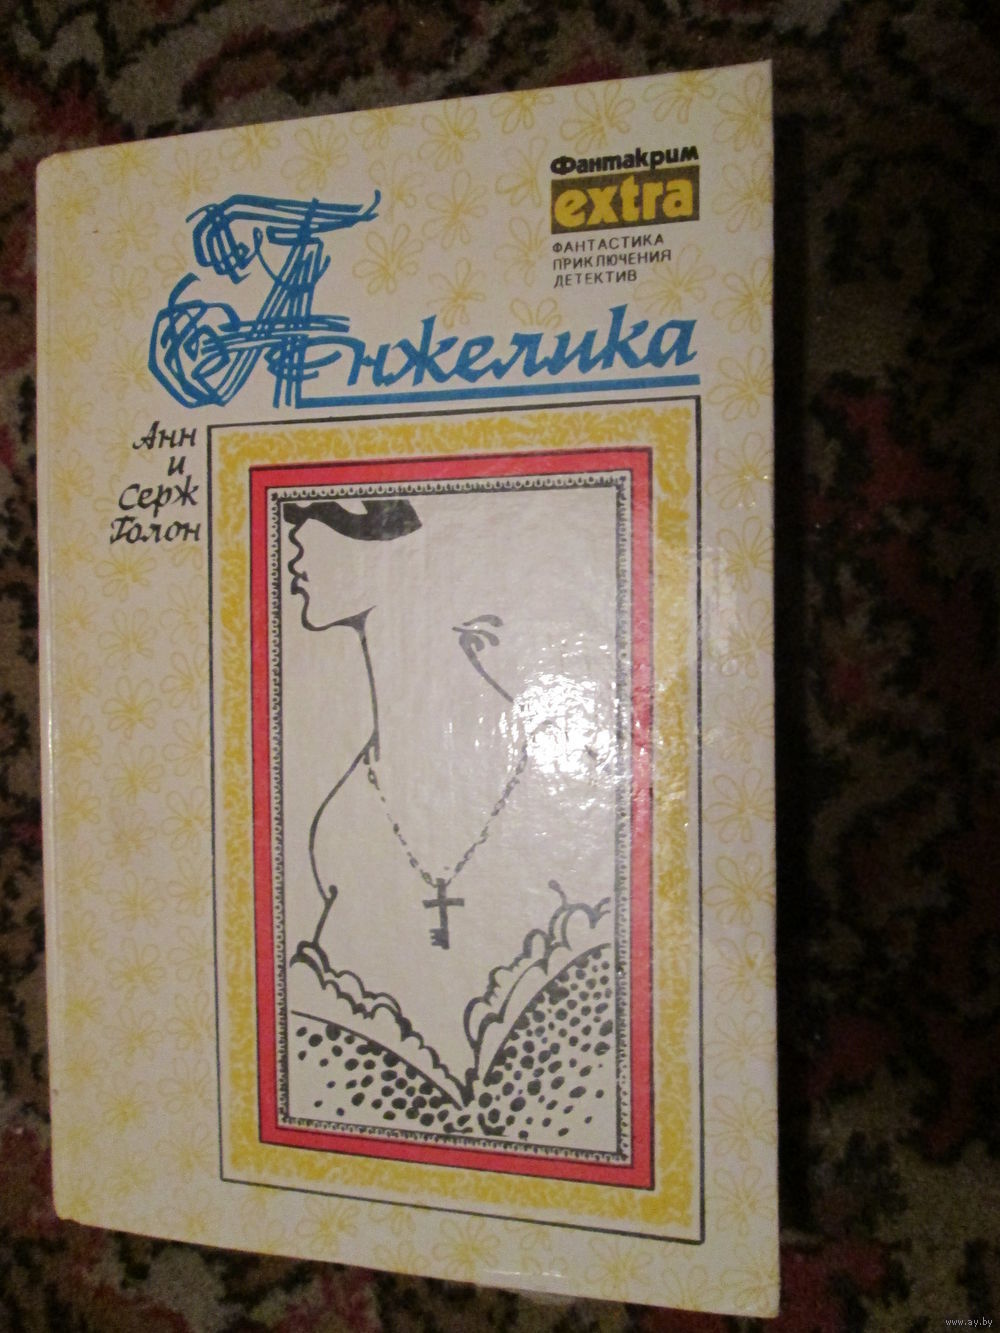 Фантакрим
extra
ФАНТАСТИКА
ПРИКЛЮЧЕНИЯ
ДЕТЕКТИВ
Анжелика
Анн
и
Серж
Голон
www.ay.by